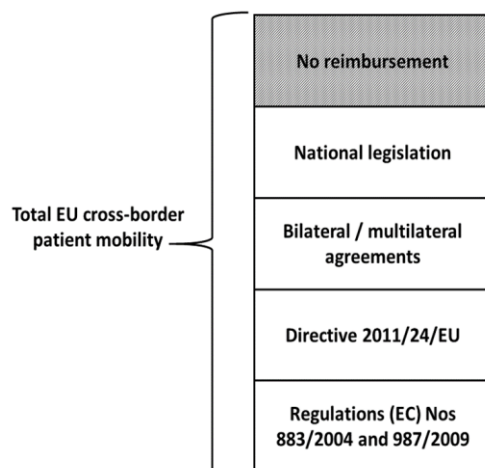 No reimbursement
National legislation
Total EU cross-border
patient mobility
Bilateral / multilateral
agreements
Directive 2011/24/EU
Regulations (EC) Nos
883/2004 and 987/2009